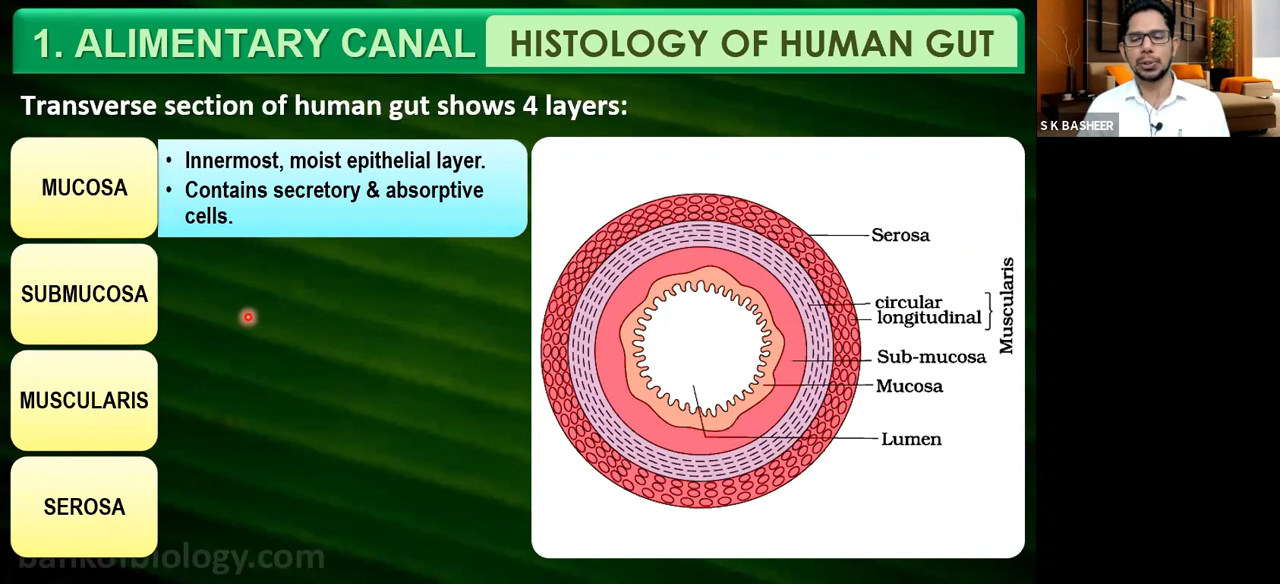 1. ALIMENTARY CANAL
HISTOLOGY OF HUMAN GUT
S K BASHEER
Transverse section of human gut shows 4 layers:
MUCOSA
• Innermost, moist epithelial layer.
• Contains secretory & absorptive
cells.
SUBMUCOSA
MUSCULARIS
SEROSA
Serosa
circular
longitudinal
Muscularis
Sub-mucosa
Mucosa
Lumen
bankofbiology.com